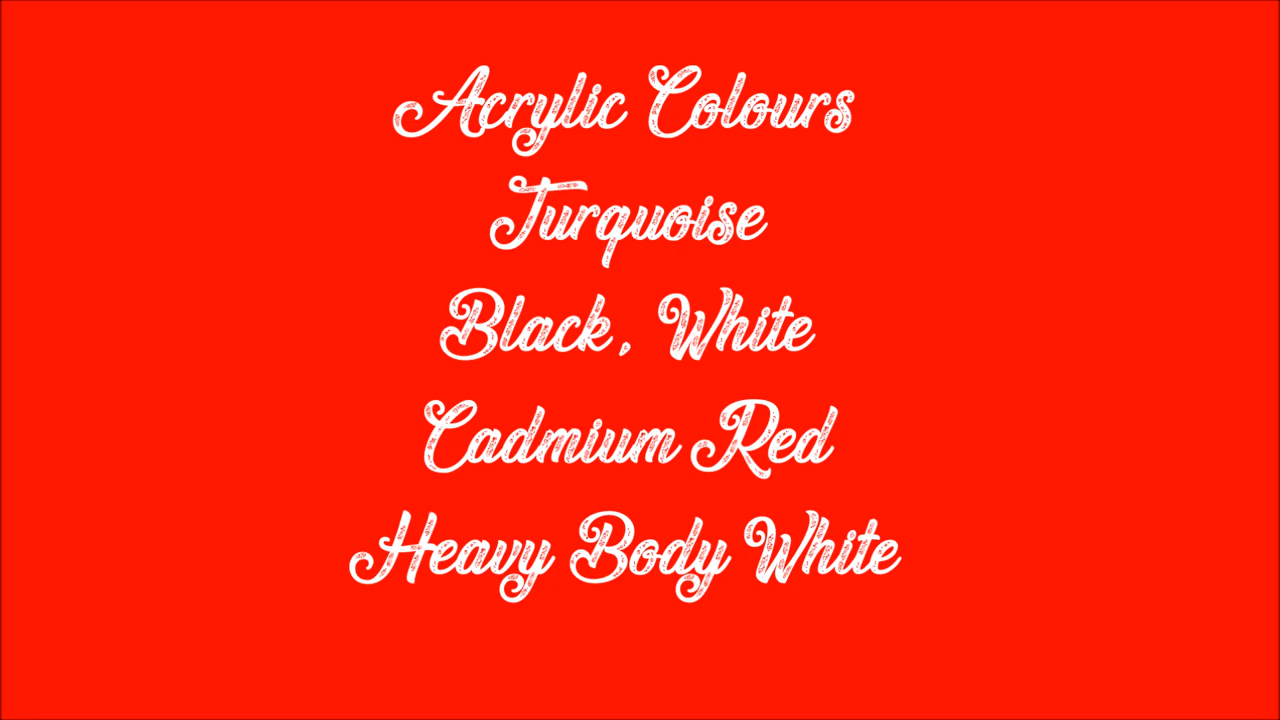 Acrylic Colours
Turquoise
Black, White
Cadmium Red
Heavy Body White